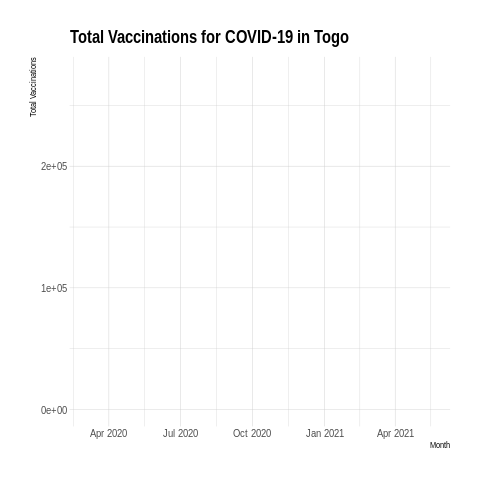 Total Vaccinations for COVID-19 in Togo
Total Vaccinations
2e+05
1e+05
0e+00
Apr 2020 Jul 2020 Oct 2020 Jan 2021 Apr 2021
Month